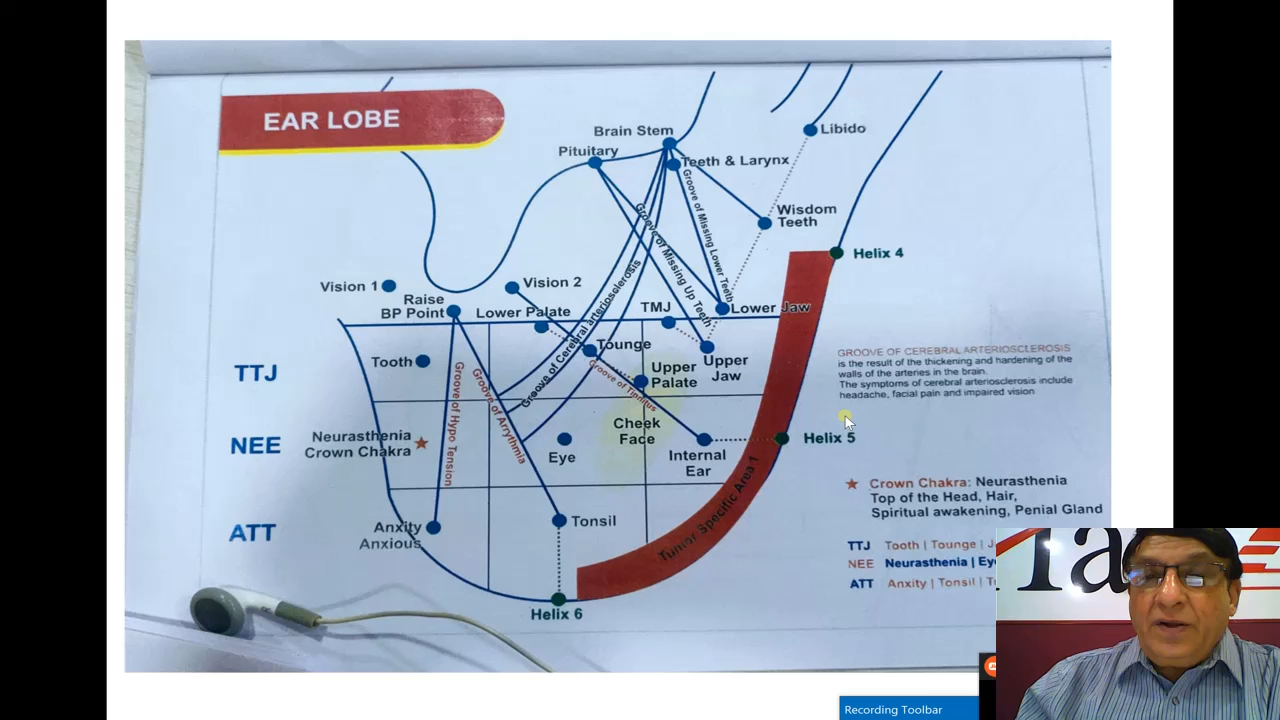 EAR LOBE
Brain Stem
Pituitary
Teeth & Larynx
Libido
Wisdom
Teeth
Helix 4
Groove of Missing Lower Teeth
Groove of Missing Up Teeth
Groove of Cerebral arteriosclerosis
Vision 1
Vision 2
Raise
BP Point
Lower Palate
TMJ
Lower Jaw
TTJ
Tooth
Tounge
Upper
Jaw
Upper
Palate
Groove of Tinnitus
Groove of Hypo Tension
Groove of Arrythmia
GROOVE OF CEREBRAL ARTERIOSCLEROSIS
is the result of the thickening and hardening of the
walls of the arteries in the brain.
The symptoms of cerebral arteriosclerosis include
headache, facial pain and impaired vision
NEE
Neurasthenia
Crown Chakra
Eye
Cheek
Face
Internal
Ear
Helix 5
Tumor Specific Area 1
Crown Chakra: Neurasthenia
Top of the Head, Hair,
Spiritual awakening, Penial Gland
ATT
Anxity
Anxious
Tonsil
Helix 6
TTJ Tooth | Tounge | J
NEE Neurasthenia | Eye
ATT Anxity | Tonsil | T
Recording Toolbar